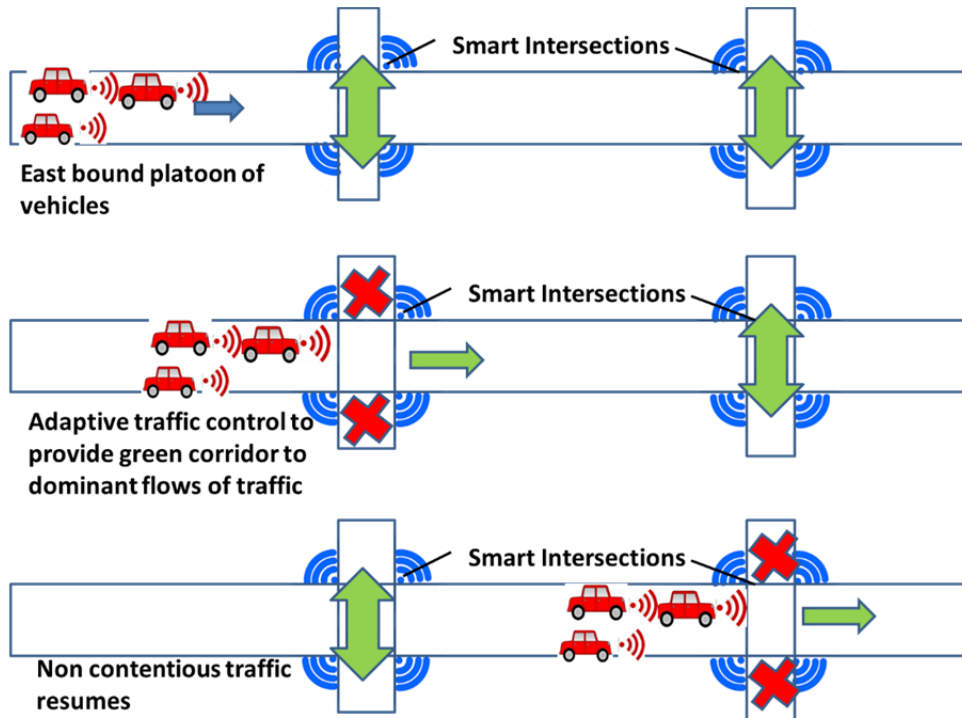 Smart Intersections
East bound platoon of
vehicles
Smart Intersections
Adaptive traffic control to
provide green corridor to
dominant flows of traffic
Smart Intersections
Non contentious traffic
resumes